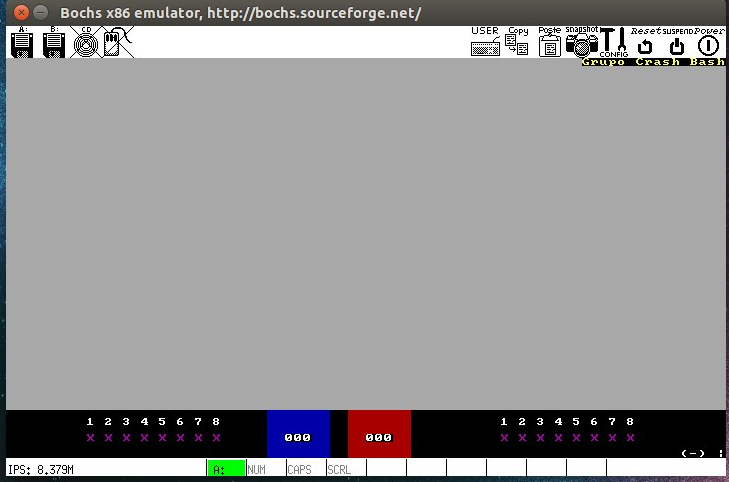 Bochs x86 emulator, http://bochs.sourceforge.net/
A: B: CD USER Copy Paste snapshot CONFIG Reset SUSPEND Power
Grupo Crash Bash
1 2 3 4 5 6 7 8 1 2 3 4 5 6 7 8
X X X X X X X X 000 000 X X X X X X X X
(-) ¦
IPS: 8.379M A: NUM CAPS SCRL